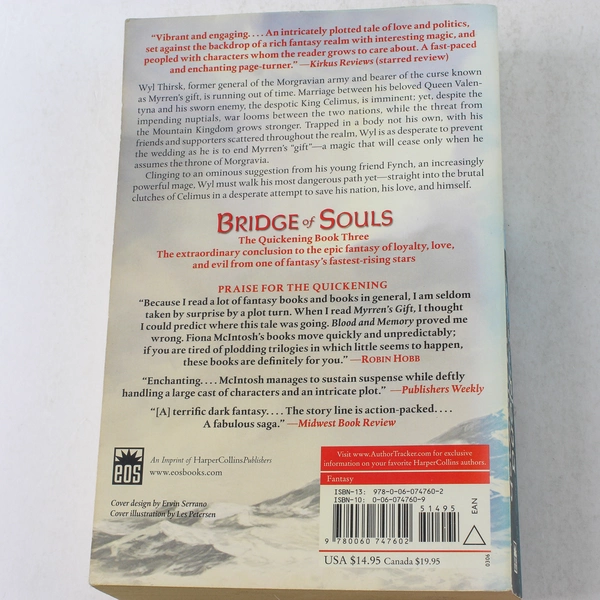 "Vibrant and engaging. . . . An intricately plotted tale of love and politics,
set against the backdrop of a rich fantasy realm with interesting magic, and
peopled with characters whom the reader grows to care about. A fast-paced
and enchanting page-turner." —Kirkus Reviews (starred review)
Wyl Thirsk, former general of the Morgravian army and bearer of the curse known
as Myrren's gift, is running out of time. Marriage between his beloved Queen Valen-
tyna and his sworn enemy, the despotic King Celimus, is imminent; yet, despite the
impending nuptials, war looms between the two nations, while the threat from
the Mountain Kingdom grows stronger. Trapped in a body not his own, with his
friends and supporters scattered throughout the realm, Wyl is as desperate to prevent
the wedding as he is to end Myrren's "gift"—a magic that will cease only when he
assumes the throne of Morgravia.
Clinging to an ominous suggestion from his young friend Fynch, an increasingly
powerful mage, Wyl must walk his most dangerous path yet—straight into the brutal
clutches of Celimus in a desperate attempt to save his nation, his love, and himself.
BRIDGE of SOULS
The Quickening Book Three
The extraordinary conclusion to the epic fantasy of loyalty, love,
and evil from one of fantasy's fastest-rising stars
PRAISE FOR THE QUICKENING
"Because I read a lot of fantasy books and books in general, I am seldom
taken by surprise by a plot turn. When I read Myrren's Gift, I thought
I could predict where this tale was going. Blood and Memory proved me
wrong. Fiona McIntosh's books move quickly and unpredictably;
if you are tired of plodding trilogies in which little seems to happen,
these books are definitely for you." —ROBIN HOBB
"Enchanting. . . . McIntosh manages to sustain suspense while deftly
handling a large cast of characters and an intricate plot." —Publishers Weekly
"[A] terrific dark fantasy. . . . The story line is action-packed. . . .
A fabulous saga." —Midwest Book Review
eos
An Imprint of HarperCollinsPublishers
www.eosbooks.com
Cover design by Ervin Serrano
Cover illustration by Les Petersen
Visit www.AuthorTracker.com for exclusive
information on your favorite HarperCollins authors.
Fantasy
ISBN-13: 978-0-06-074760-2
ISBN-10: 0-06-074760-9
51495
EAN
9 780060 747602
USA $14.95 Canada $19.95
0306